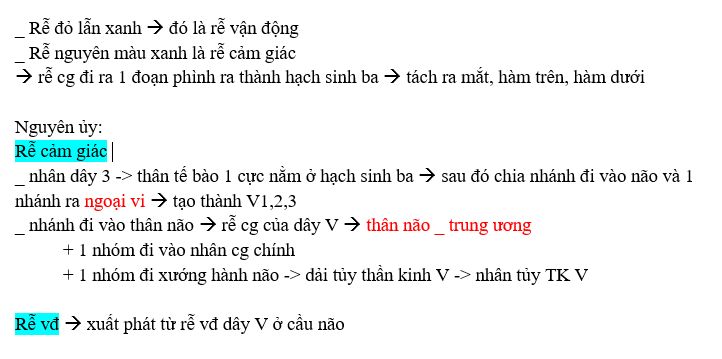 _ Rễ đỏ lẫn xanh → đó là rễ vận động
_ Rễ nguyên màu xanh là rễ cảm giác
→ rễ cg đi ra 1 đoạn phình ra thành hạch sinh ba → tách ra mắt, hàm trên, hàm dưới
Nguyên ủy:
Rễ cảm giác
_ nhân dây 3 -> thân tế bào 1 cực nằm ở hạch sinh ba → sau đó chia nhánh đi vào não và 1
nhánh ra ngoại vi → tạo thành V1,2,3
_ nhánh đi vào thân não → rễ cg của dây V → thân não _ trung ương
+ 1 nhóm đi vào nhân cg chính
+ 1 nhóm đi xướng hành não -> dải tủy thần kinh V -> nhân tủy TK V
Rễ vđ → xuất phát từ rễ vđ dây V ở cầu não